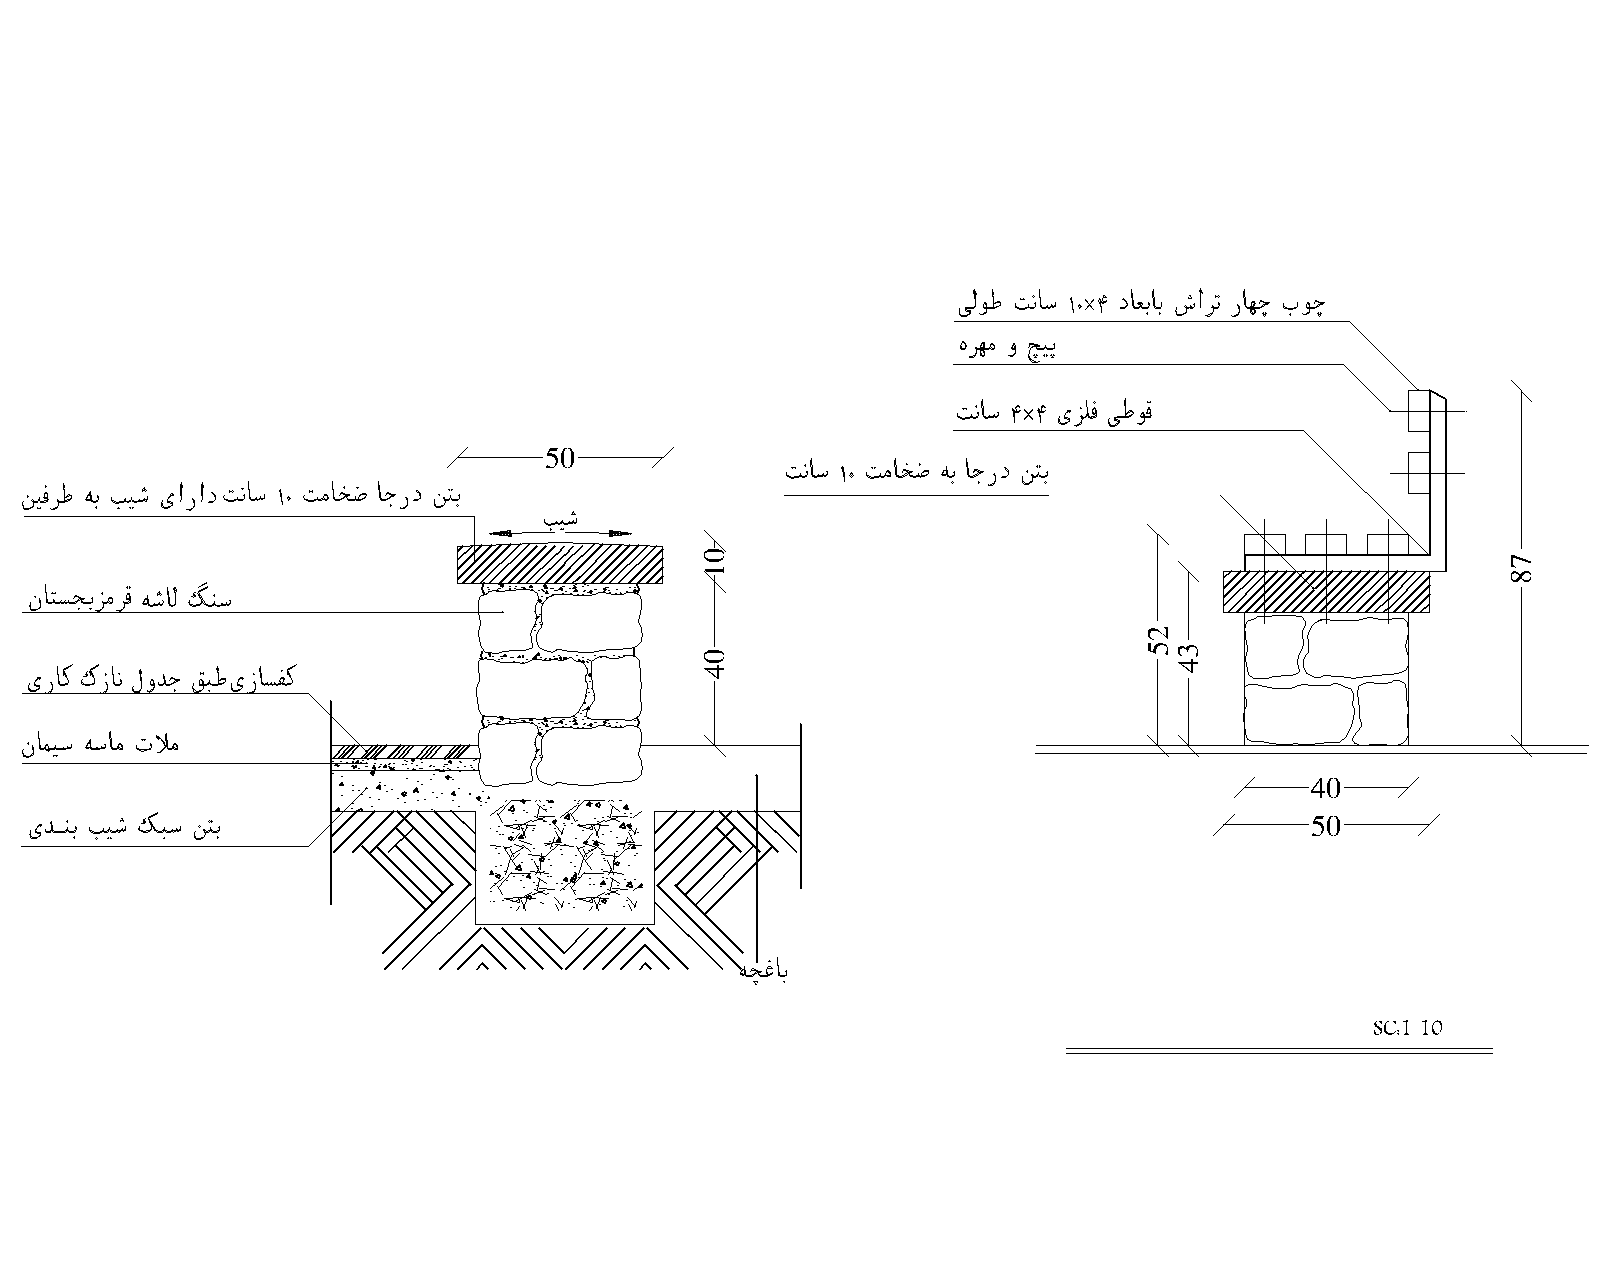 چوب چهار تراش بابعاد ۱۰×۴ سانت طولی
پیچ و مهره
قوطی فلزی ۴×۴ سانت
بتن درجا به ضخامت ۱۰ سانت
50
بتن درجا ضخامت ۱۰ سانت دارای شیب به طرفین
شیب
10
سنگ لاشه قرمزبجستان
40
کفسازی طبق جدول نازک کاری
ملات ماسه سیمان
بتن سبک شیب بندی
باغچه
87
52
43
40
50
SC:1 10